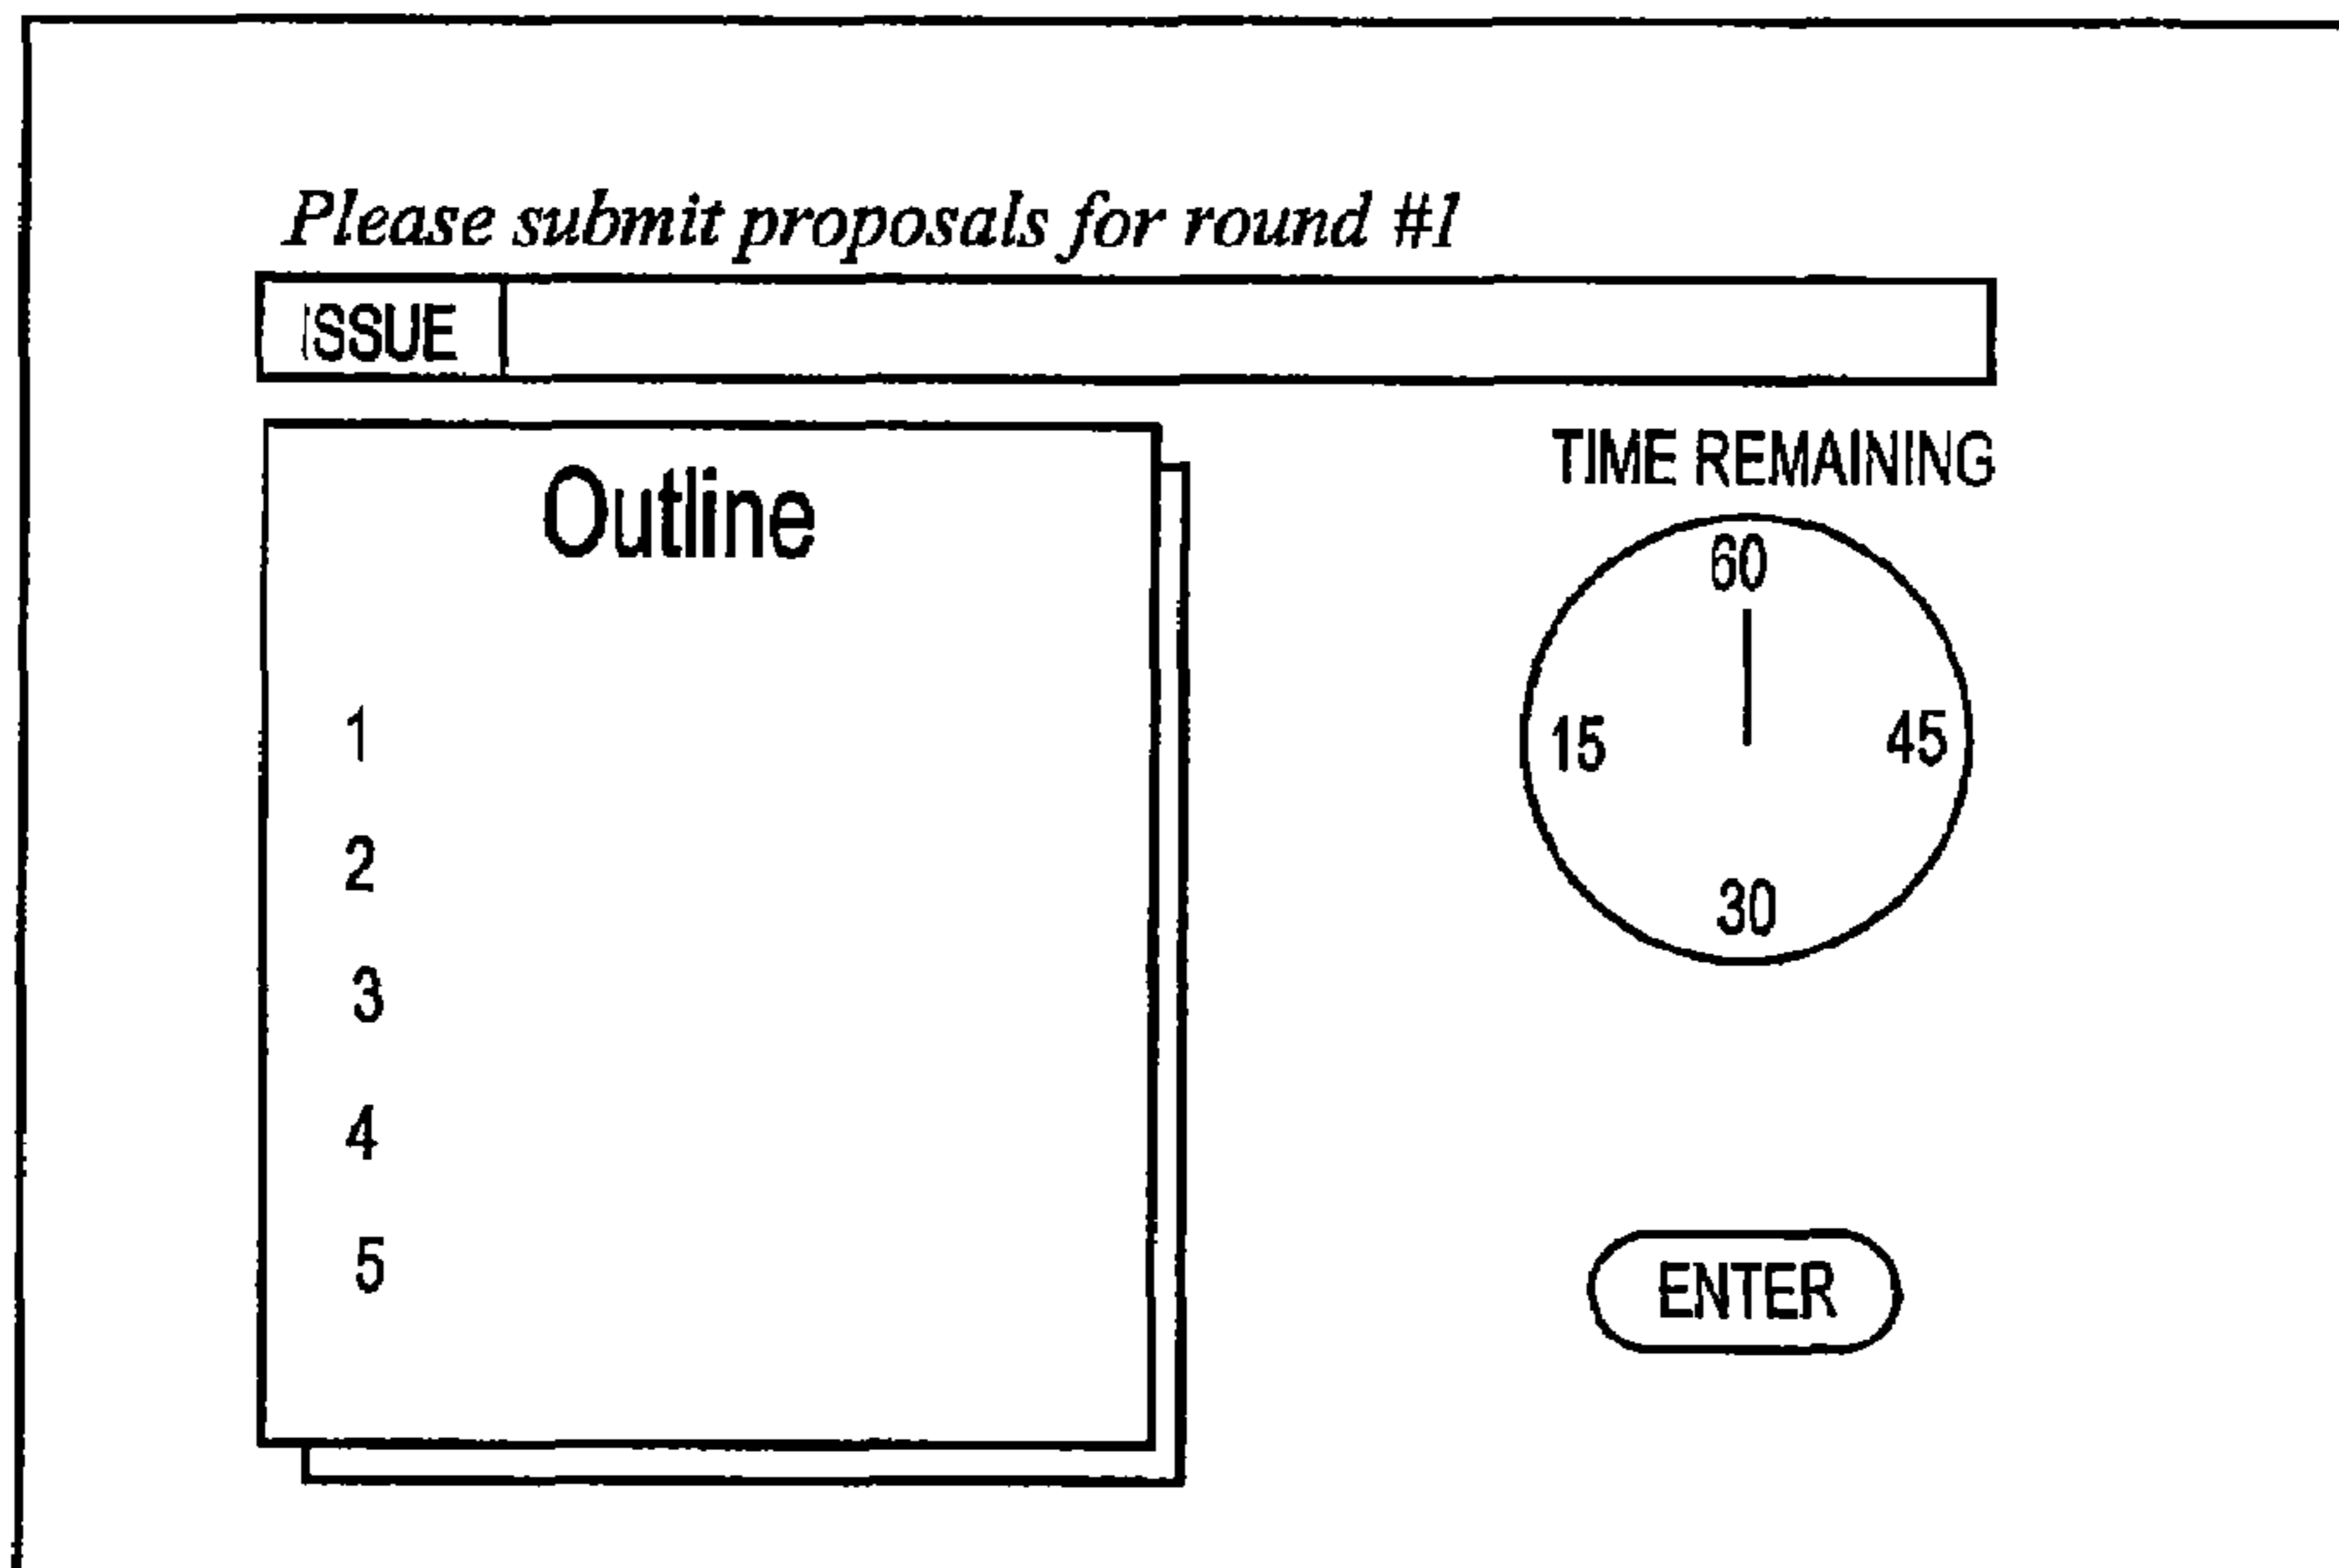 Please submit proposals for round #1
ISSUE
Outline
1
2
3
4
5
TIME REMAINING
60
15 45
30
ENTER